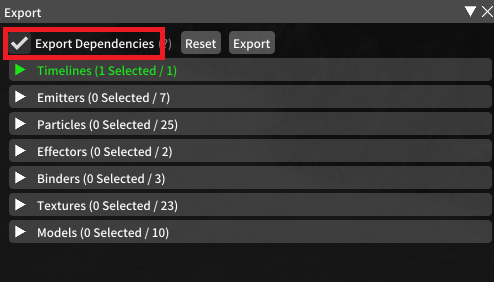 Export
Export Dependencies (?) Reset Export
Timelines (1 Selected / 1)
Emitters (0 Selected / 7)
Particles (0 Selected / 25)
Effectors (0 Selected / 2)
Binders (0 Selected / 3)
Textures (0 Selected / 23)
Models (0 Selected / 10)